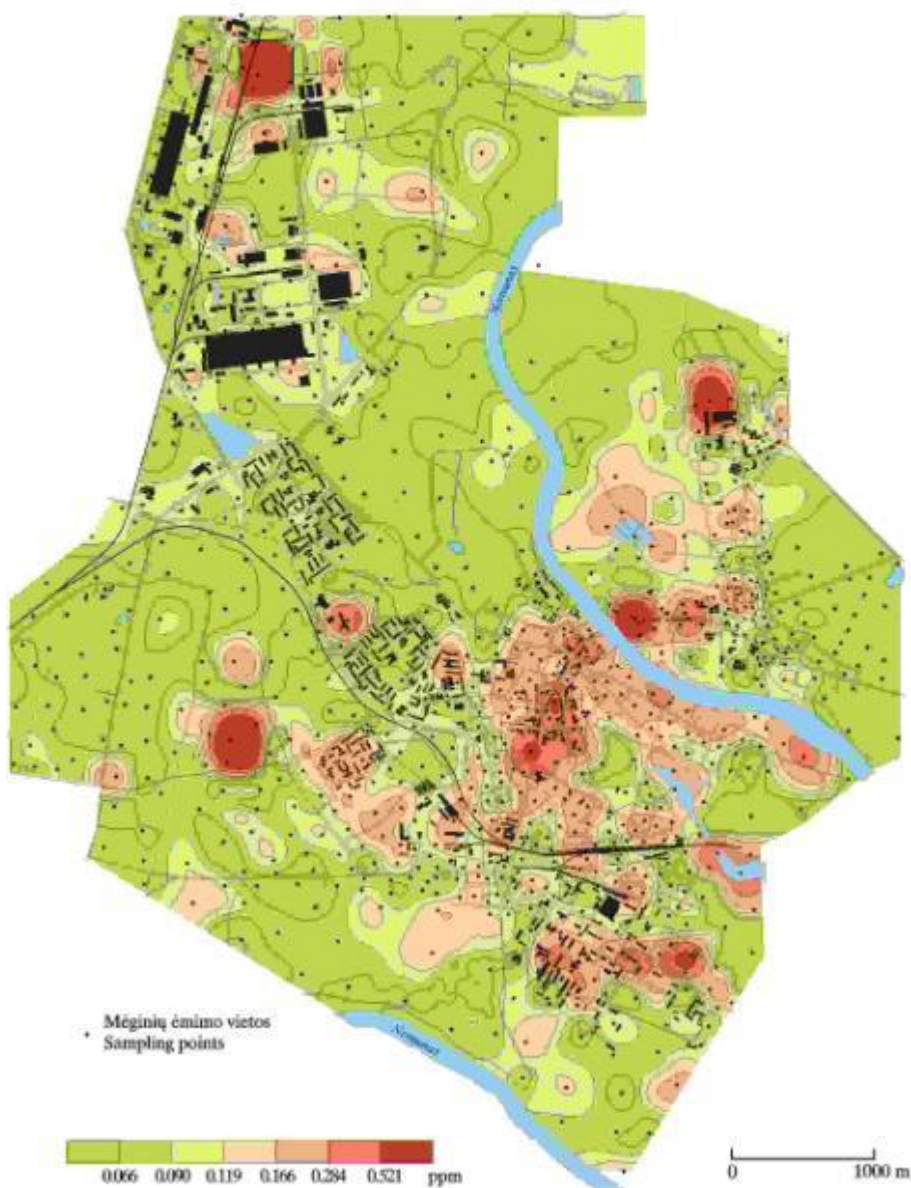 Nemunas
Mėginių ėmimo vietos
Sampling points
Nemunas
0.066 0.090 0.119 0.166 0.284 0.521 ppm
0 1000 m